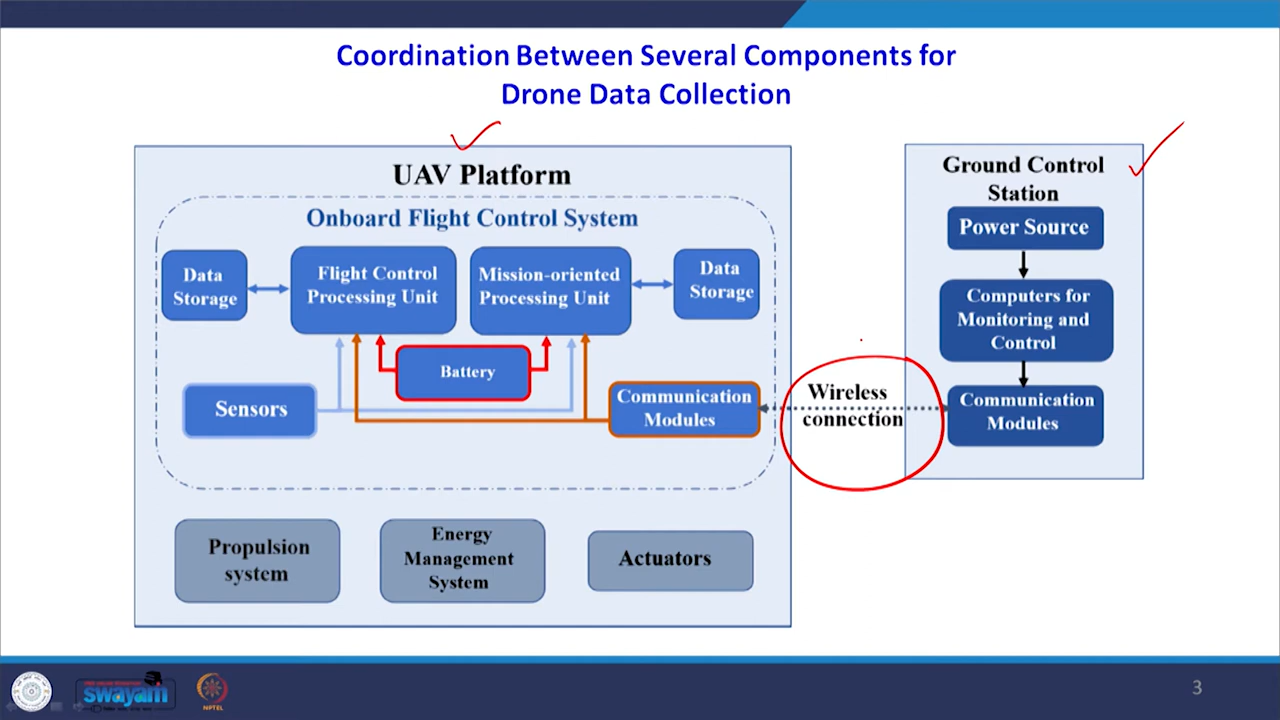 Coordination Between Several Components for
Drone Data Collection
UAV Platform
Onboard Flight Control System
Data
Storage
Flight Control
Processing Unit
Mission-oriented
Processing Unit
Data
Storage
Battery
Sensors
Communication
Modules
Propulsion
system
Energy
Management
System
Actuators
Wireless
connection
Ground Control
Station
Power Source
Computers for
Monitoring and
Control
Communication
Modules
swayam
NPTEL
3